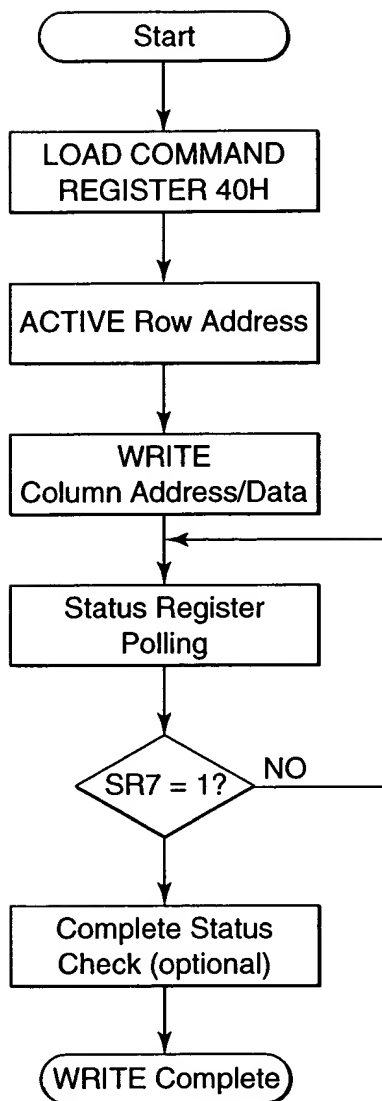 Start
LOAD COMMAND
REGISTER 40H
ACTIVE Row Address
WRITE
Column Address/Data
Status Register
Polling
SR7 = 1?
NO
Complete Status
Check (optional)
WRITE Complete